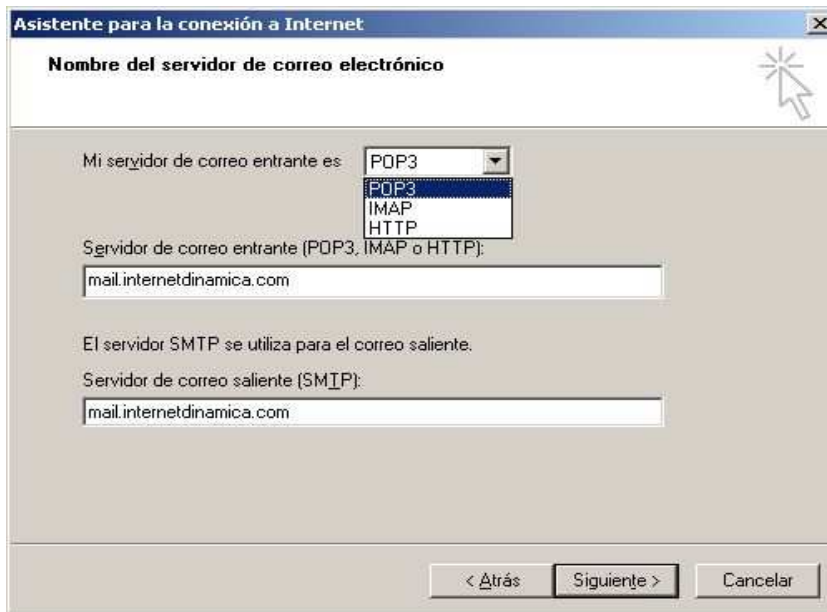 Asistente para la conexión a Internet
Nombre del servidor de correo electrónico
Mi servidor de correo entrante es POP3
POP3
IMAP
HTTP
Servidor de correo entrante (POP3, IMAP o HTTP):
mail.internetdinamica.com
El servidor SMTP se utiliza para el correo saliente.
Servidor de correo saliente (SMTP):
mail.internetdinamica.com
< Atrás Siguiente > Cancelar